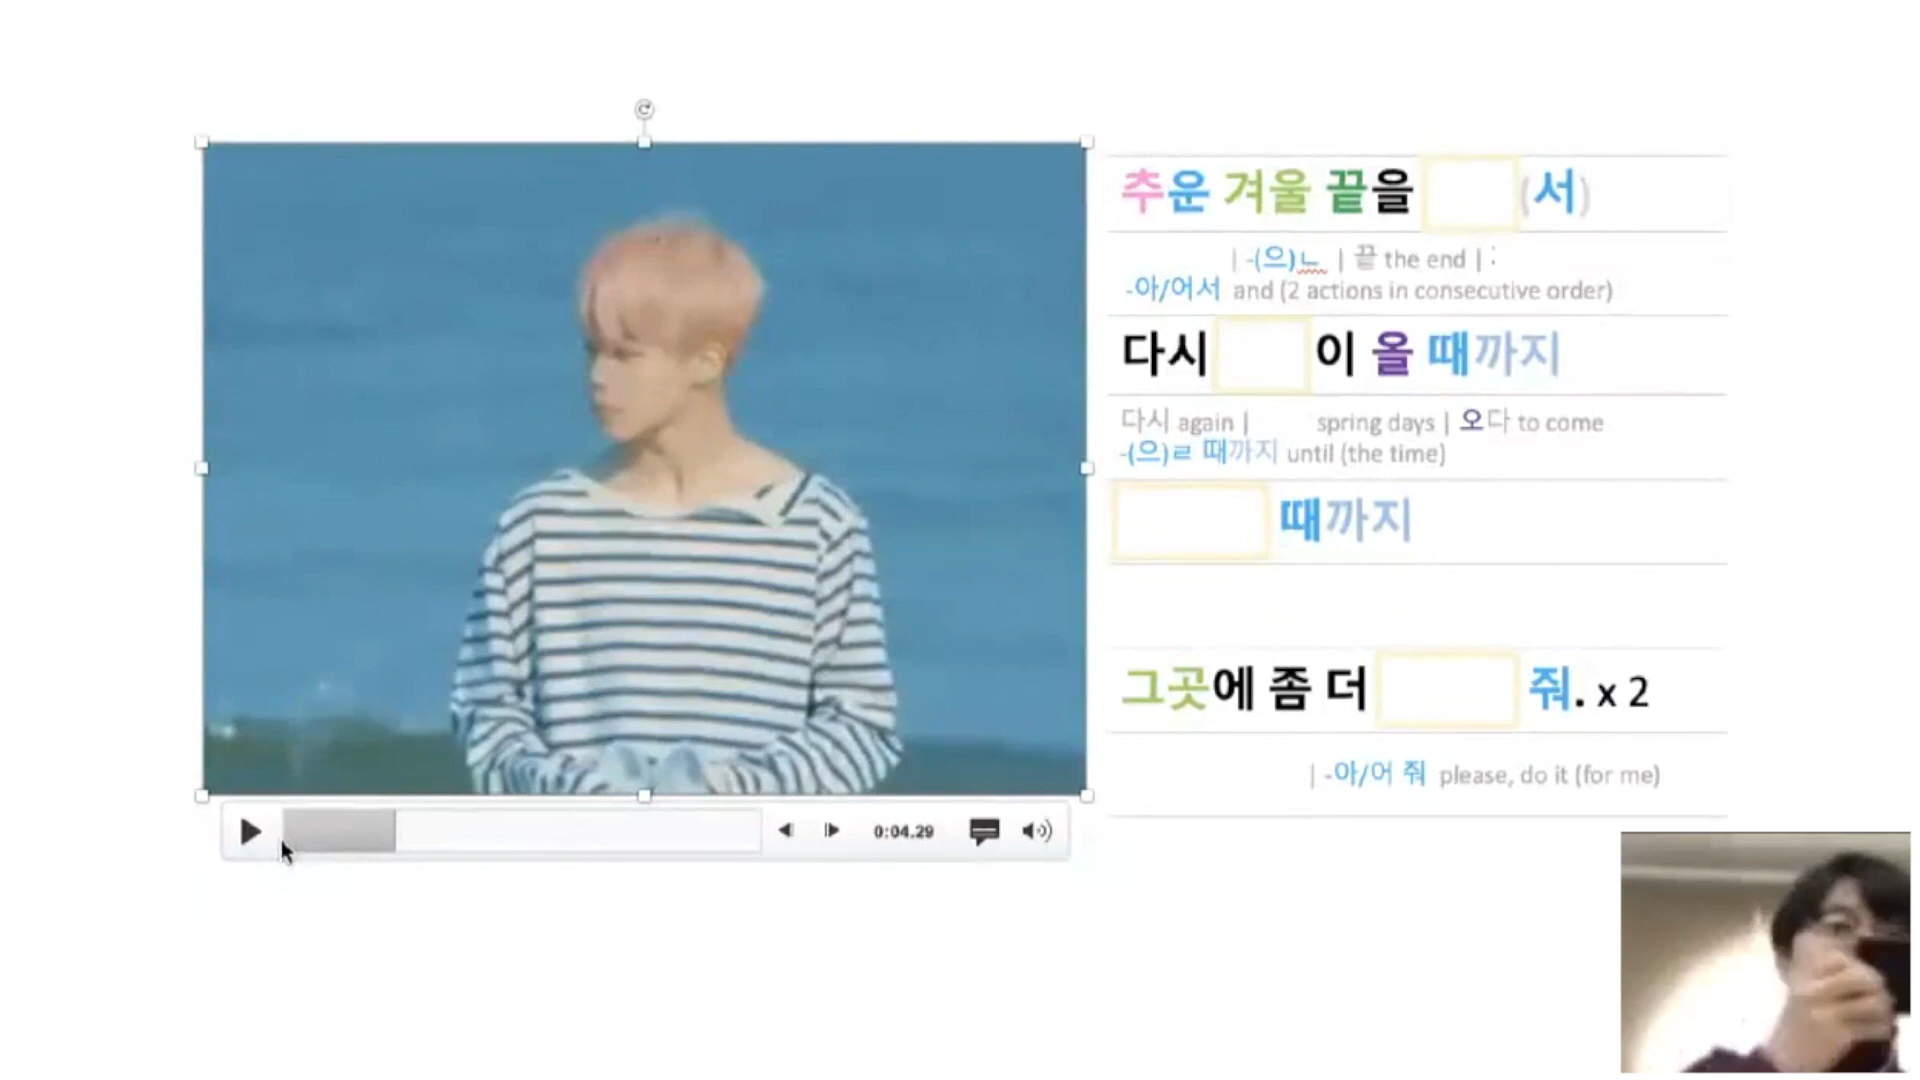 추운 겨울 끝을 (서)
| -(으)ㄴ | 끝 the end | :
-아/어서 and (2 actions in consecutive order)
다시 이 올 때까지
다시 again | spring days | 오다 to come
-(으)ㄹ 때까지 until (the time)
때까지
그곳에 좀 더 줘. x 2
| -아/어 줘 please, do it (for me)
0:04.29